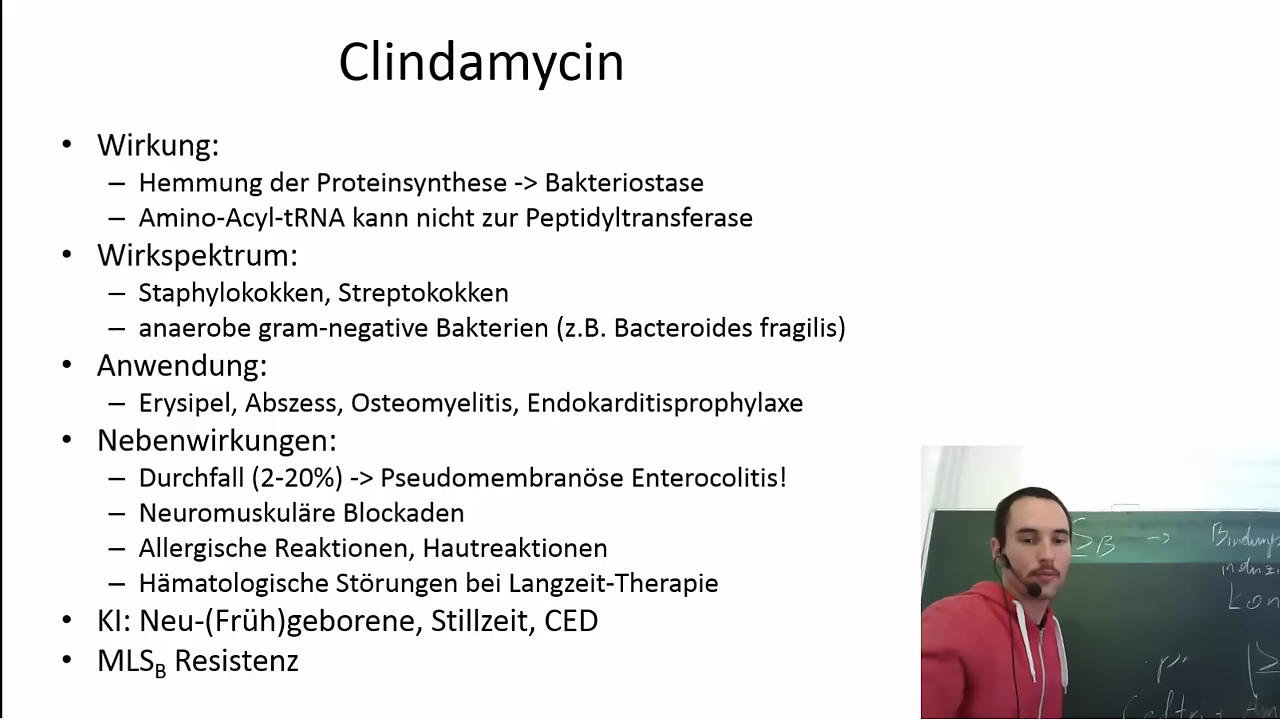 Clindamycin
• Wirkung:
– Hemmung der Proteinsynthese -> Bakteriostase
– Amino-Acyl-tRNA kann nicht zur Peptidyltransferase
• Wirkspektrum:
– Staphylokokken, Streptokokken
– anaerobe gram-negative Bakterien (z.B. Bacteroides fragilis)
• Anwendung:
– Erysipel, Abszess, Osteomyelitis, Endokarditisprophylaxe
• Nebenwirkungen:
– Durchfall (2-20%) -> Pseudomembranöse Enterocolitis!
– Neuromuskuläre Blockaden
– Allergische Reaktionen, Hautreaktionen
– Hämatologische Störungen bei Langzeit-Therapie
• KI: Neu-(Früh)geborene, Stillzeit, CED
• MLSB Resistenz